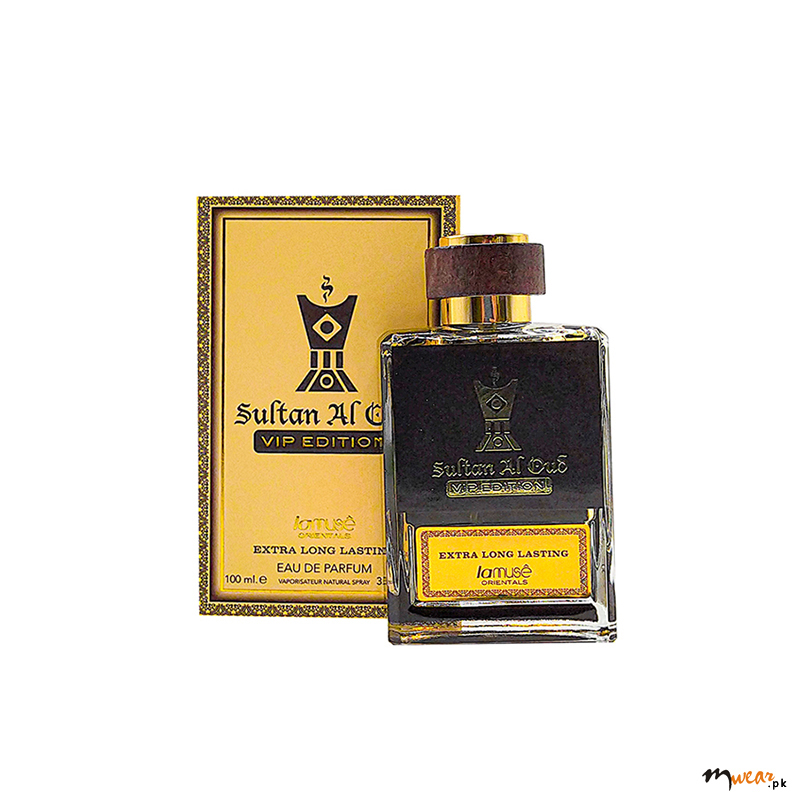 Sultan Al Oud
VIP EDITION
lamusê
ORIENTALS
EXTRA LONG LASTING
EAU DE PARFUM
100 ml. e
VAPORISATEUR NATURAL SPRAY
Sultan Al Oud
VIP EDITION
EXTRA LONG LASTING
lamusê
ORIENTALS
mwear.pk